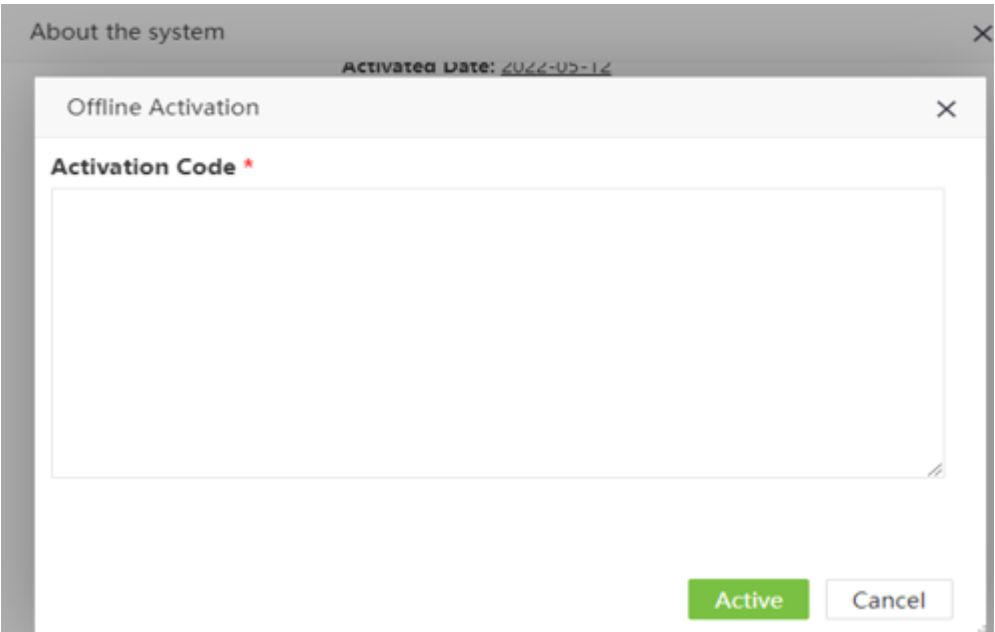 About the system
Activated Date: 2022-05-12
Offline Activation
Activation Code *
Active
Cancel